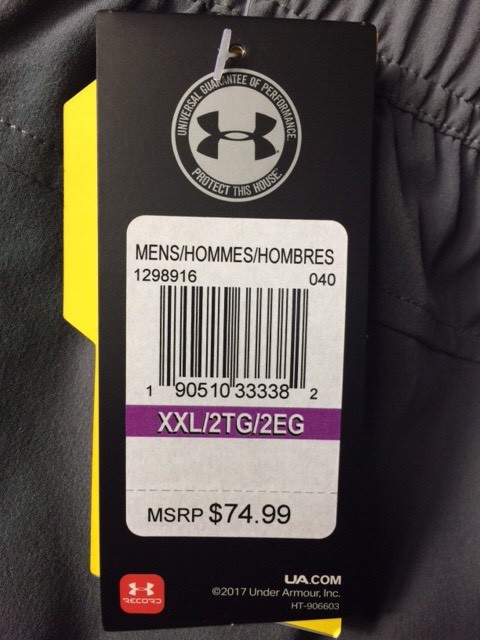 UNIVERSAL GUARANTEE OF PERFORMANCE
PROTECT THIS HOUSE
MENS/HOMMES/HOMBRES
1298916 040
1 90510 33338 2
XXL/2TG/2EG
MSRP $74.99
RECORD
UA.COM
©2017 Under Armour, Inc.
HT-906603